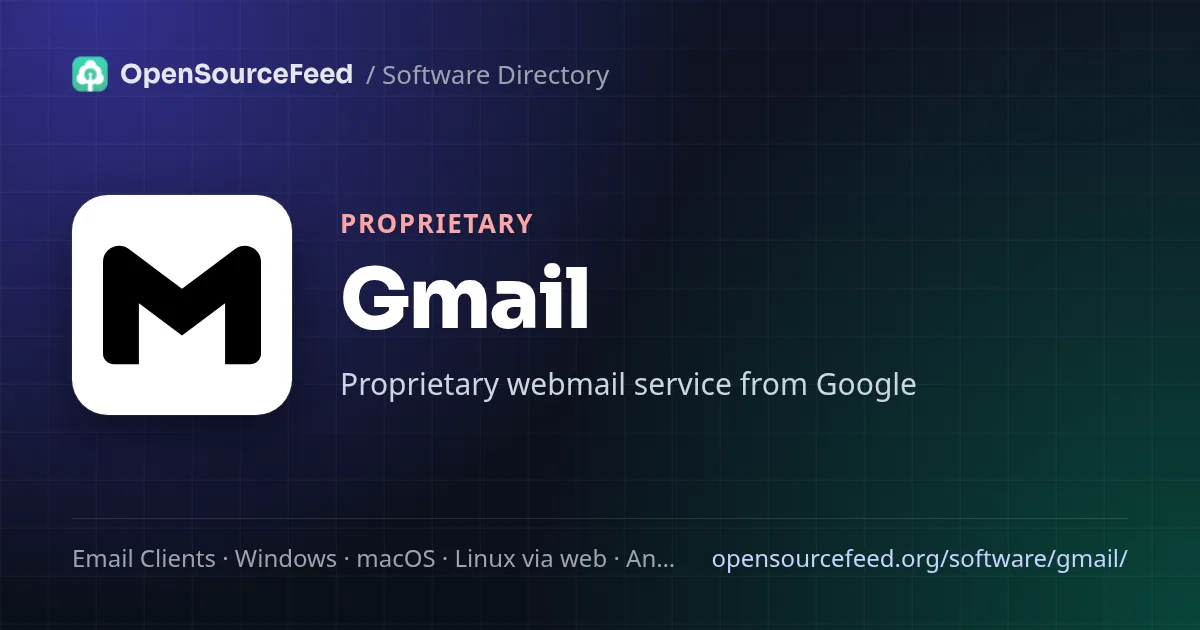 OpenSourceFeed / Software Directory
PROPRIETARY
Gmail
Proprietary webmail service from Google
Email Clients · Windows · macOS · Linux via web · An...
opensourcefeed.org/software/gmail/